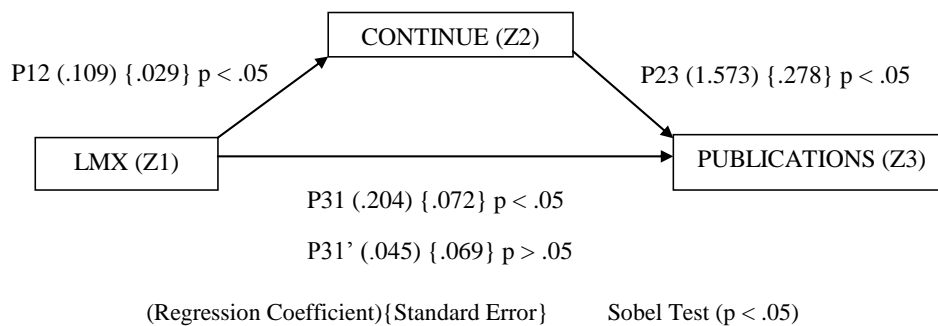 CONTINUE (Z2)
P12 (.109) {.029} p < .05
P23 (1.573) {.278} p < .05
LMX (Z1)
PUBLICATIONS (Z3)
P31 (.204) {.072} p < .05
P31’ (.045) {.069} p > .05
(Regression Coefficient){Standard Error} Sobel Test (p < .05)